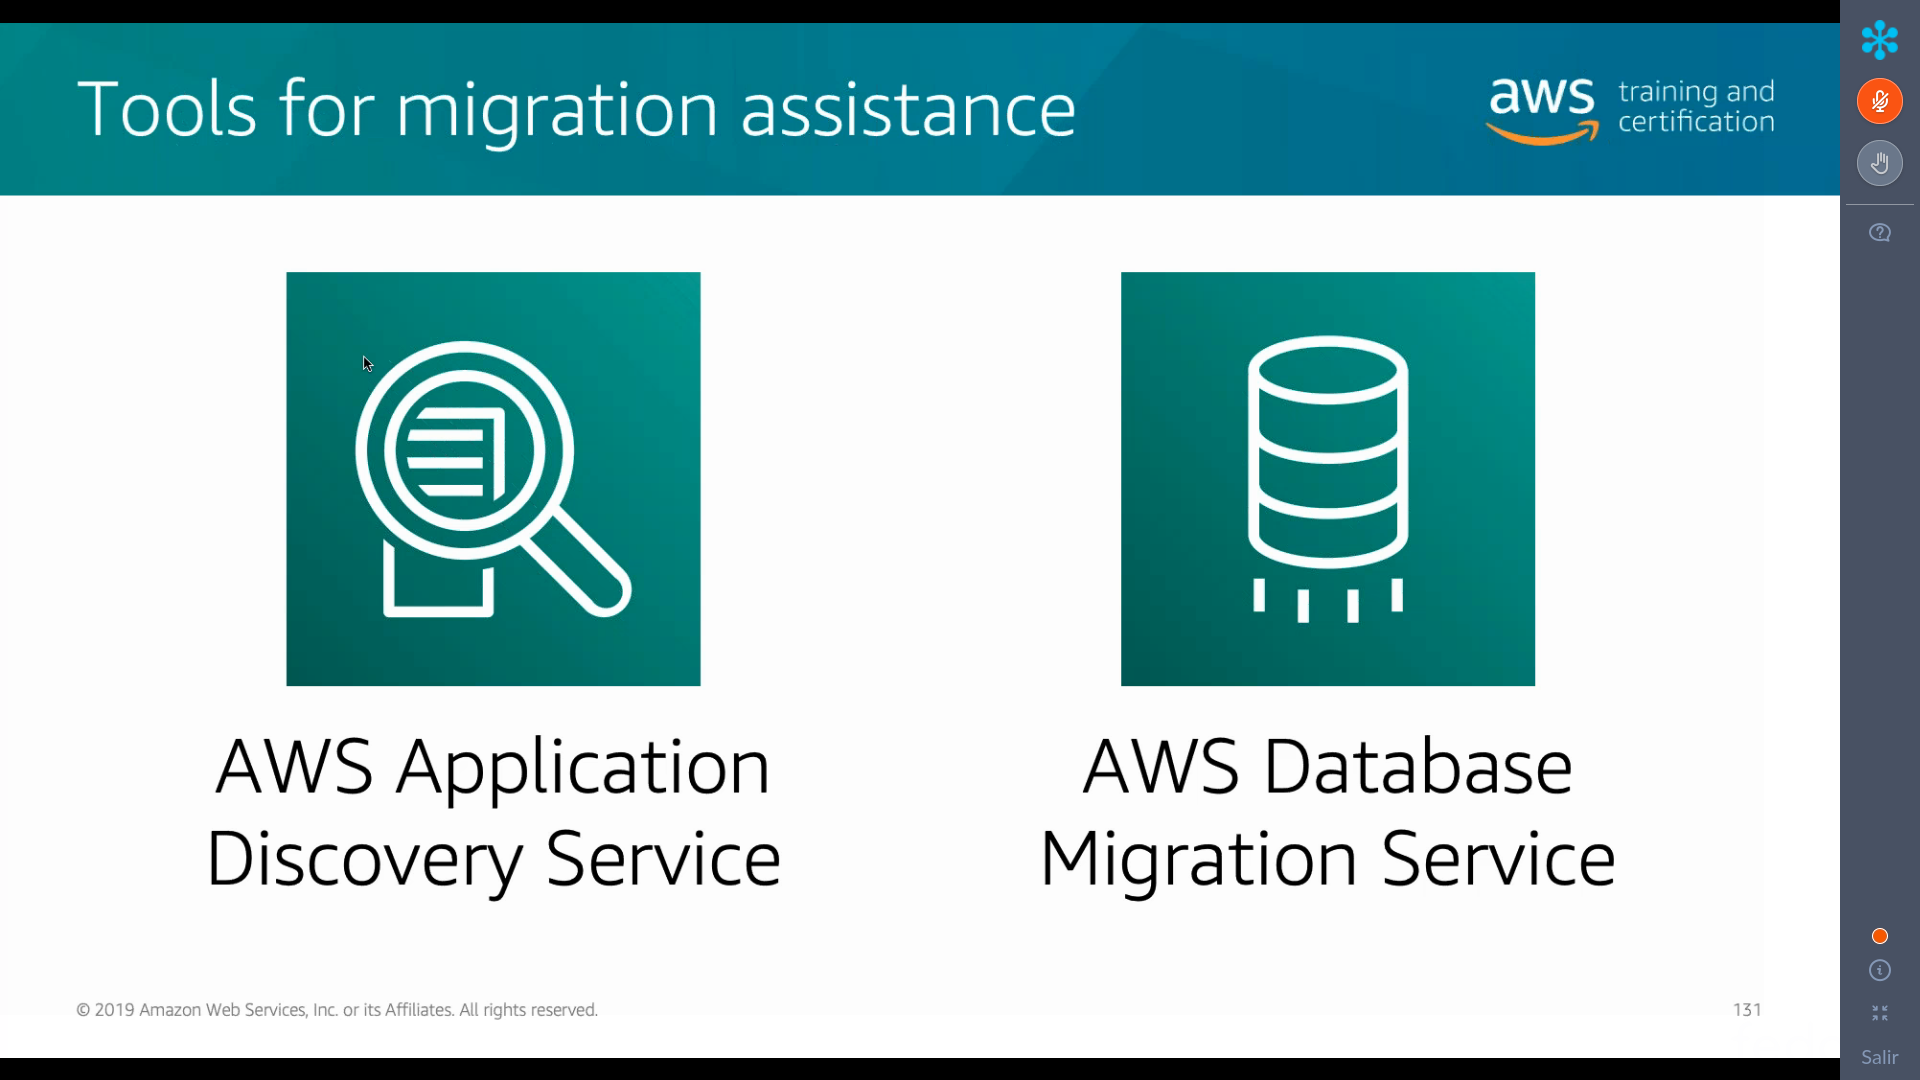 Tools for migration assistance
aws training and
certification
AWS Application
Discovery Service
AWS Database
Migration Service
© 2019 Amazon Web Services, Inc. or its Affiliates. All rights reserved.
131
Salir